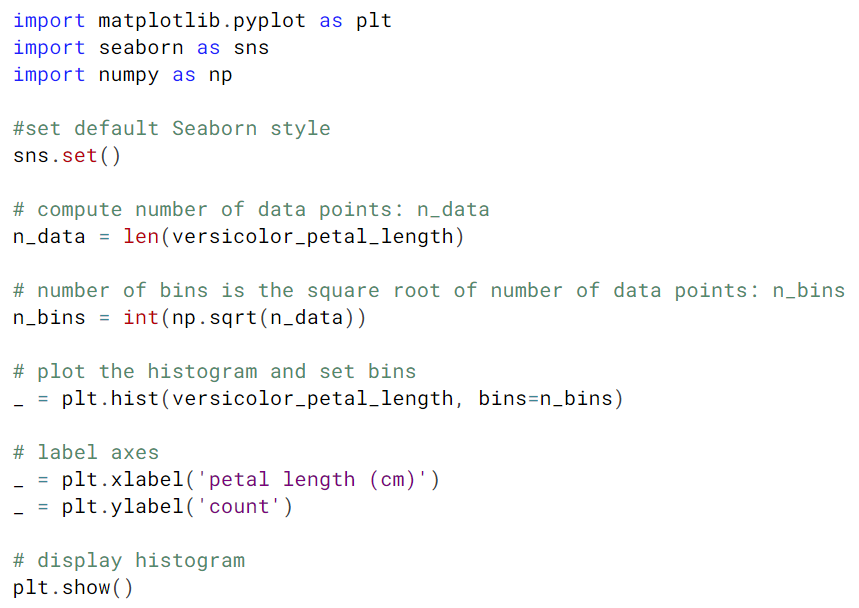 import matplotlib.pyplot as plt
import seaborn as sns
import numpy as np
#set default Seaborn style
sns.set()
# compute number of data points: n_data
n_data = len(versicolor_petal_length)
# number of bins is the square root of number of data points: n_bins
n_bins = int(np.sqrt(n_data))
# plot the histogram and set bins
_ = plt.hist(versicolor_petal_length, bins=n_bins)
# label axes
_ = plt.xlabel('petal length (cm)')
_ = plt.ylabel('count')
# display histogram
plt.show()